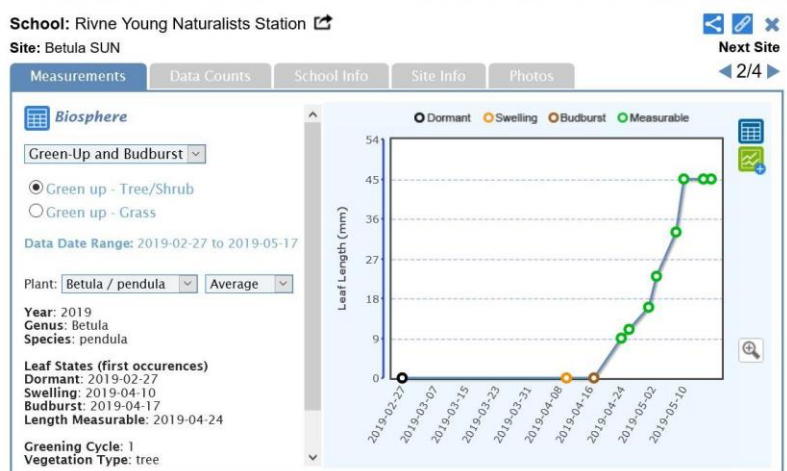 School: Rivne Young Naturalists Station
Site: Betula SUN
Next Site
2/4
Measurements
Data Counts
School Info
Site Info
Photos
Biosphere
Green-Up and Budburst
Green up - Tree/Shrub
Green up - Grass
Data Date Range: 2019-02-27 to 2019-05-17
Plant: Betula / pendula Average
Year: 2019
Genus: Betula
Species: pendula
Leaf States (first occurences)
Dormant: 2019-02-27
Swelling: 2019-04-10
Budburst: 2019-04-17
Length Measurable: 2019-04-24
Greening Cycle: 1
Vegetation Type: tree
Dormant Swelling Budburst Measurable
Leaf Length (mm)
54
45
36
27
18
9
0
2019-02-27
2019-03-07
2019-03-15
2019-03-23
2019-03-31
2019-04-08
2019-04-16
2019-04-24
2019-05-02
2019-05-10